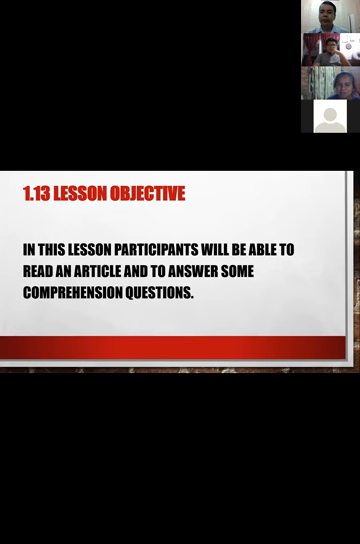 1.13 LESSON OBJECTIVE
IN THIS LESSON PARTICIPANTS WILL BE ABLE TO
READ AN ARTICLE AND TO ANSWER SOME
COMPREHENSION QUESTIONS.